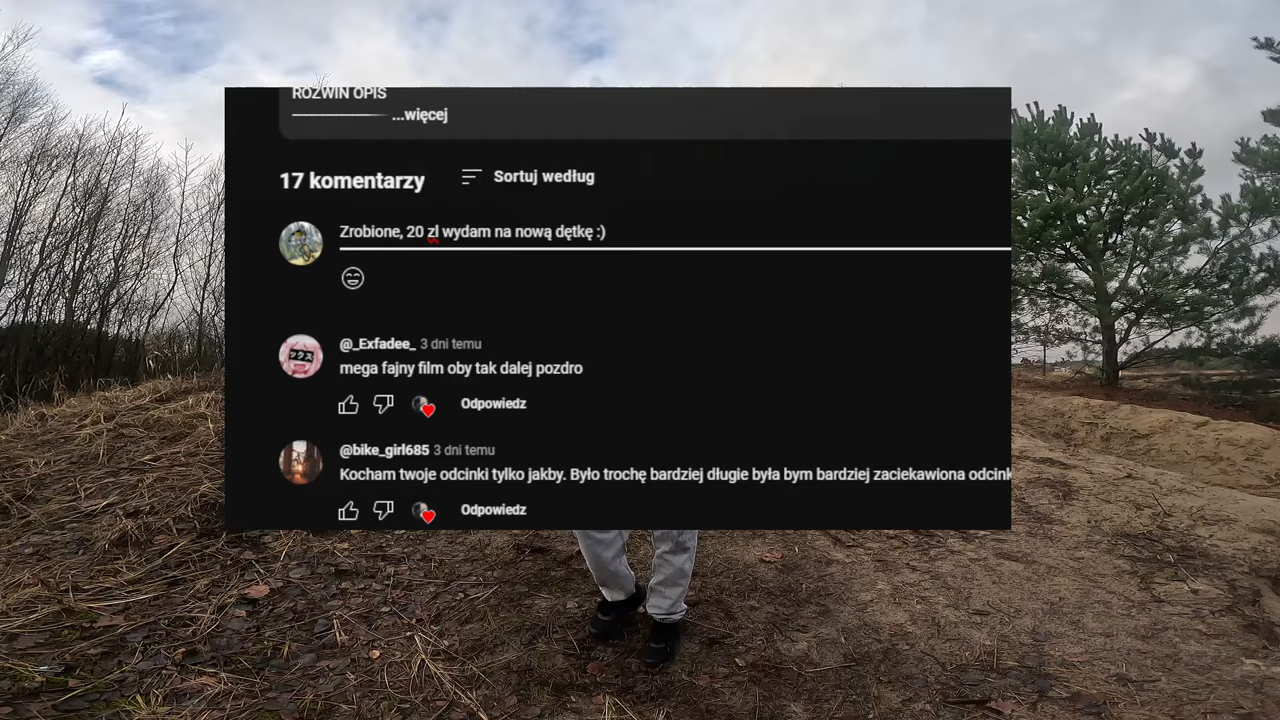 ROZWIŃ OPIS
...więcej
17 komentarzy
Sortuj według
Zrobione, 20 zl wydam na nową dętkę :)
@_Exfadee_ 3 dni temu
mega fajny film oby tak dalej pozdro
Odpowiedz
@bike_girl685 3 dni temu
Kocham twoje odcinki tylko jakby. Było trochę bardziej długie była bym bardziej zaciekawiona odcink
Odpowiedz